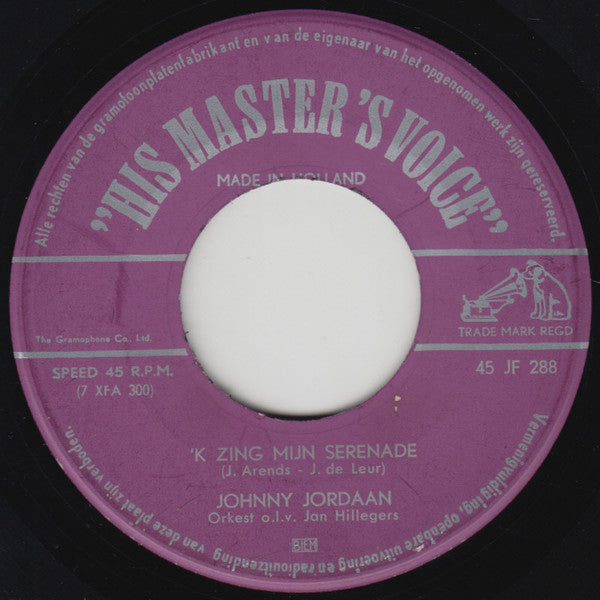 Alle rechten van de gramofoonplatenfabrikant en van de eigenaar van het opgenomen werk zijn gereserveerd.
"HIS MASTER'S VOICE"
MADE IN HOLLAND
The Gramophone Co., Ltd.
TRADE MARK REGD
SPEED 45 R.P.M.
(7 XFA 300)
45 JF 288
'K ZING MIJN SERENADE
(J. Arends - J. de Leur)
JOHNNY JORDAAN
Orkest o.l.v. Jan Hillegers
BIEM
Vermenigvuldiging, openbare uitvoering en radiouitzending van deze plaat zijn verboden.